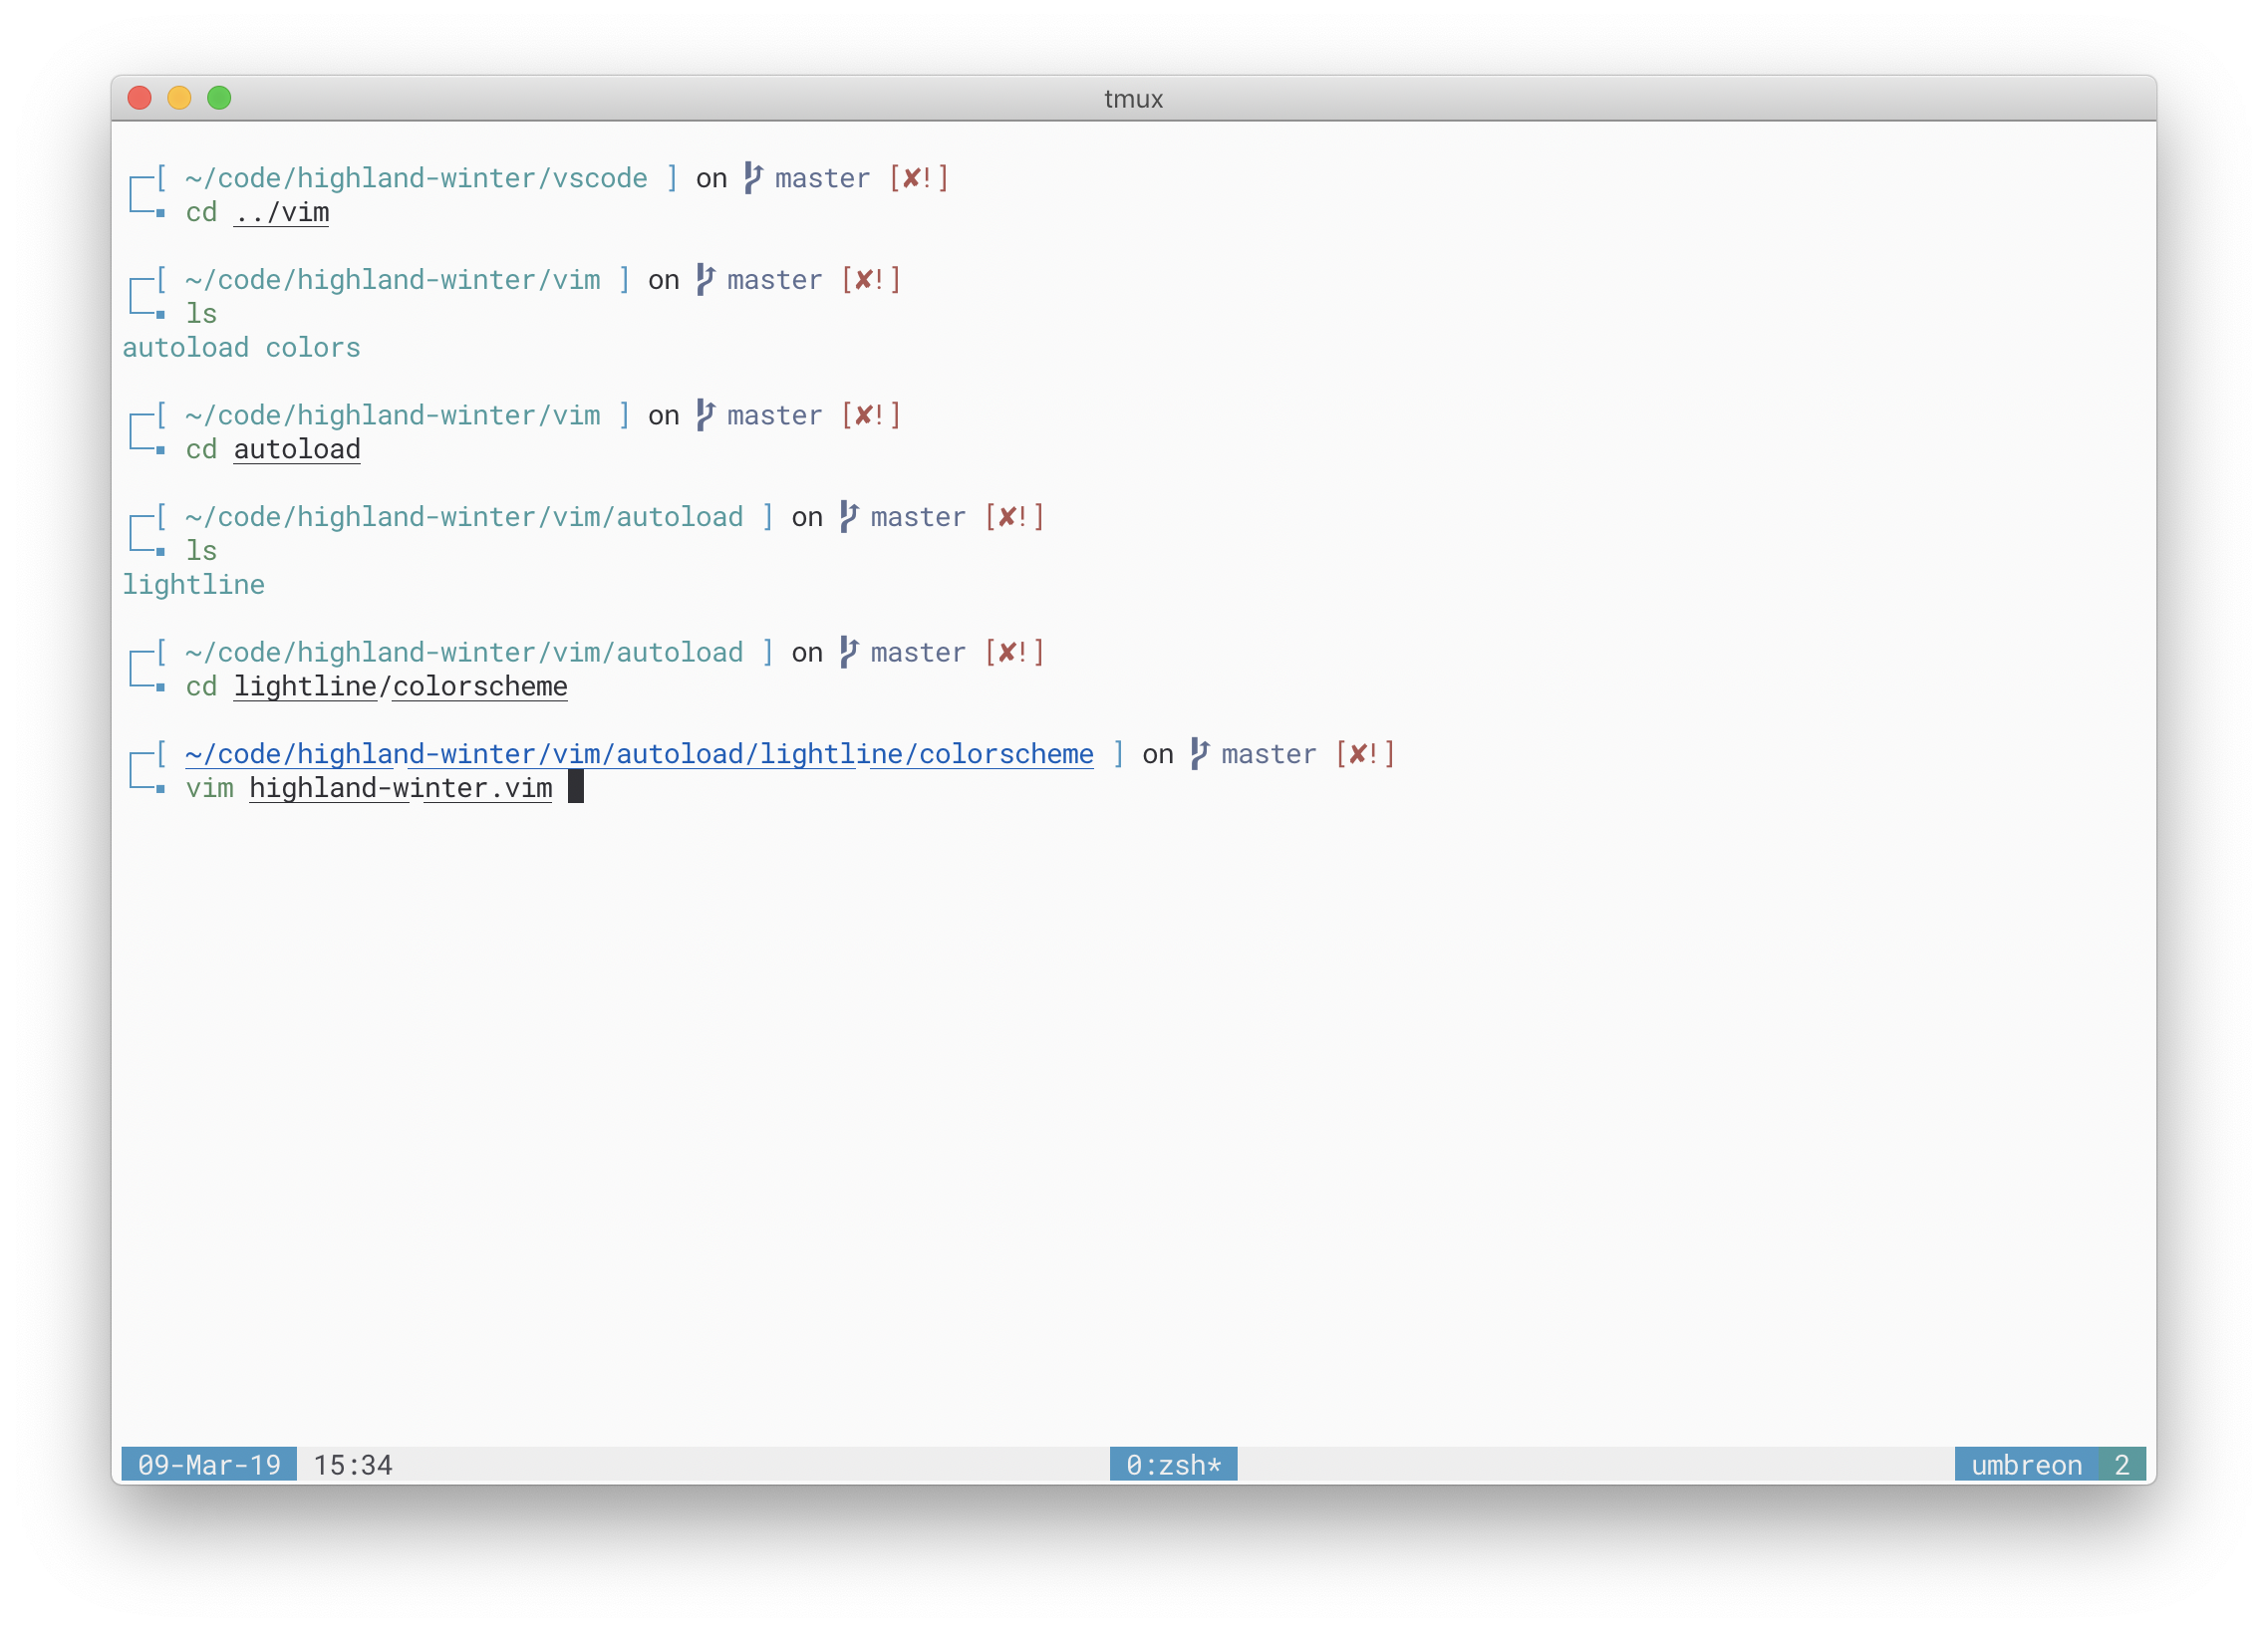 tmux
┌─[ ~/code/highland-winter/vscode ] on master [✘!]
└─▪ cd ../vim
┌─[ ~/code/highland-winter/vim ] on master [✘!]
└─▪ ls
autoload colors
┌─[ ~/code/highland-winter/vim ] on master [✘!]
└─▪ cd autoload
┌─[ ~/code/highland-winter/vim/autoload ] on master [✘!]
└─▪ ls
lightline
┌─[ ~/code/highland-winter/vim/autoload ] on master [✘!]
└─▪ cd lightline/colorscheme
┌─[ ~/code/highland-winter/vim/autoload/lightline/colorscheme ] on master [✘!]
└─▪ vim highland-winter.vim
09-Mar-19 15:34 0:zsh* umbreon 2